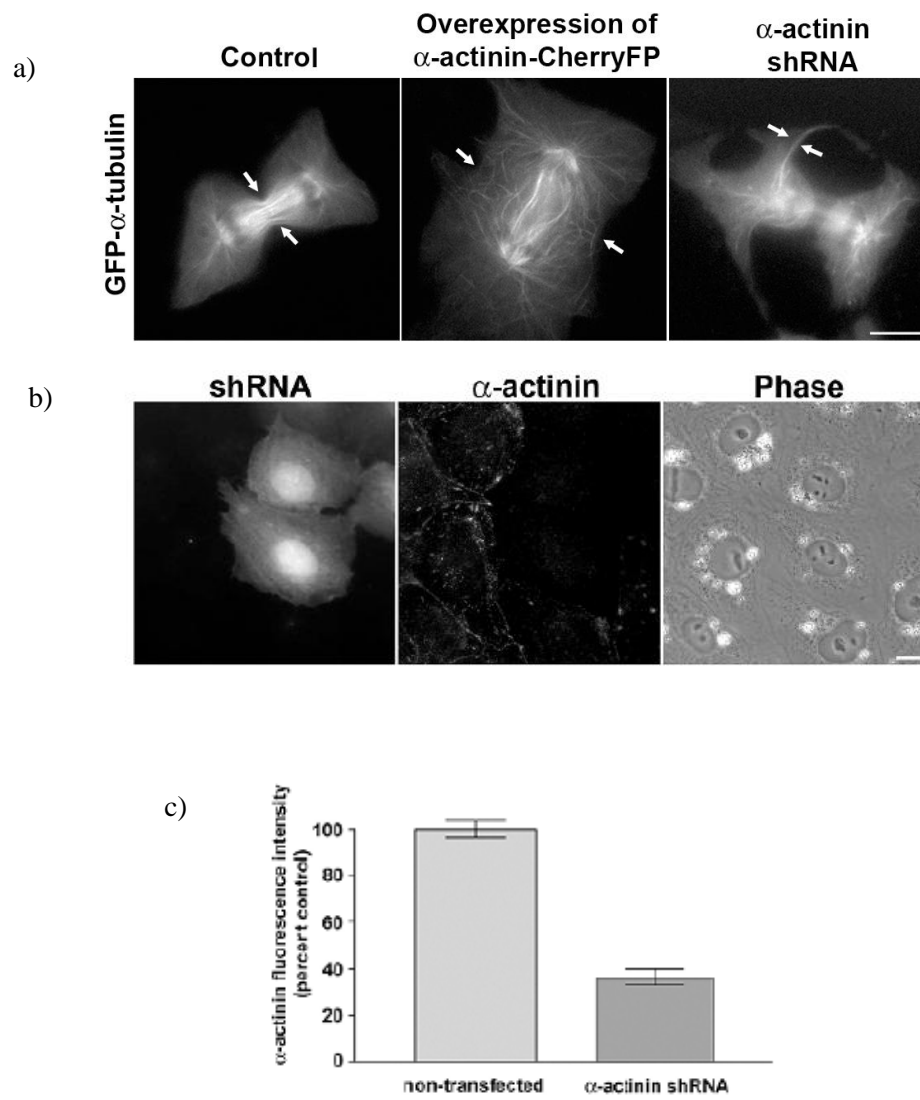 a)
Control
Overexpression of
α-actinin-CherryFP
α-actinin
shRNA
GFP-α-tubulin
b)
shRNA
α-actinin
Phase
c)
α-actinin fluorescence intensity
(percent control)
100
80
60
40
20
0
non-transfected
α-actinin shRNA